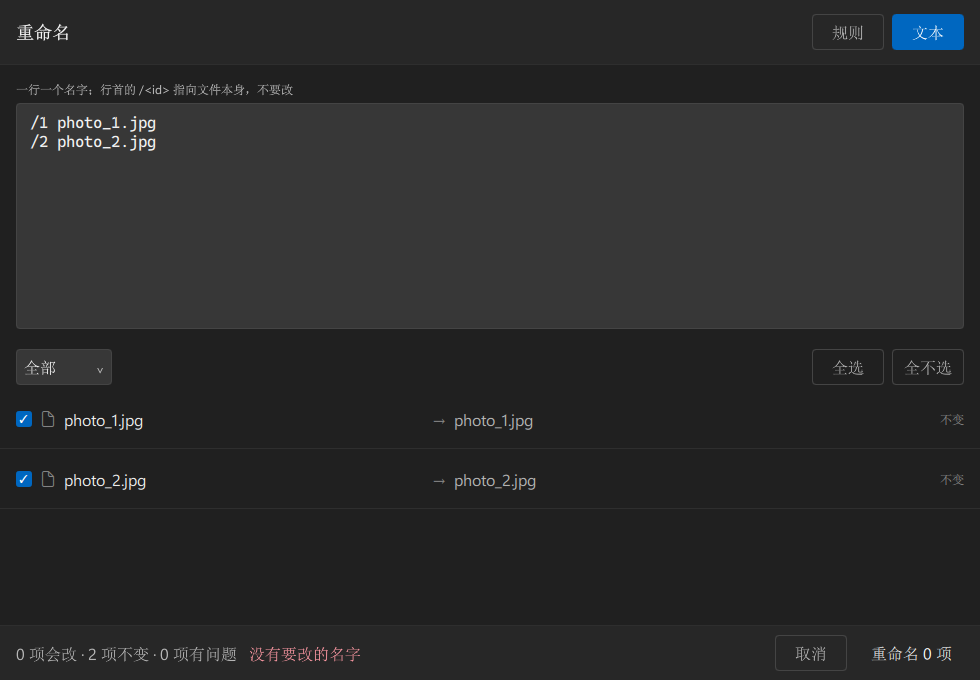 重命名
规则
文本
一行一个名字；行首的 /<id> 指向文件本身，不要改
/1 photo_1.jpg
/2 photo_2.jpg
全部
全选
全不选
photo_1.jpg → photo_1.jpg 不变
photo_2.jpg → photo_2.jpg 不变
0 项会改 · 2 项不变 · 0 项有问题 没有要改的名字
取消
重命名 0 项